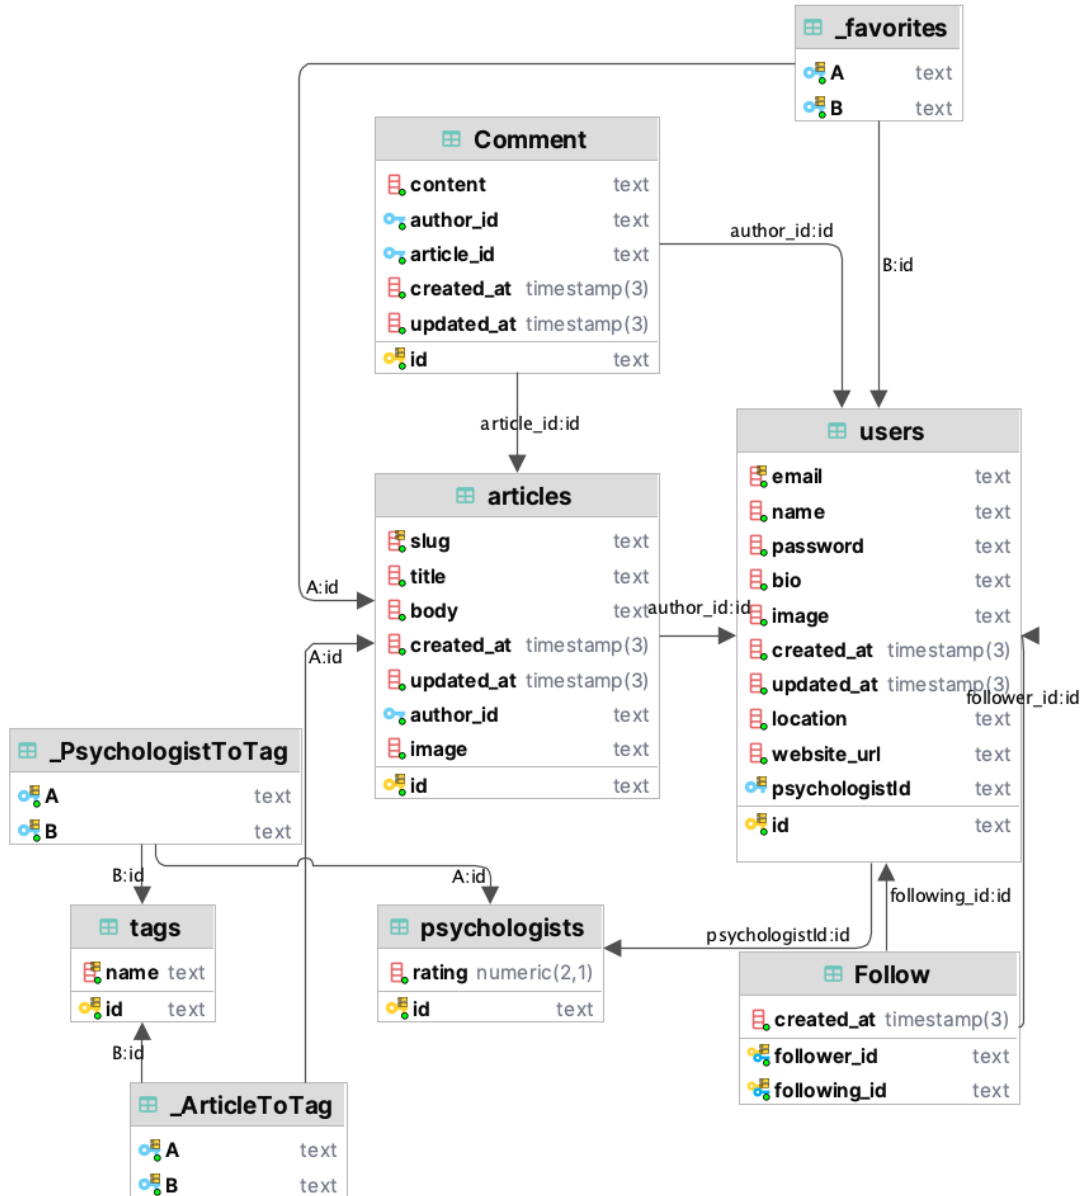 _favorites
A text
B text
Comment
content text
author_id text
article_id text
created_at timestamp(3)
updated_at timestamp(3)
id text
author_id:id
B:id
article_id:id
users
email text
name text
password text
bio text
image text
created_at timestamp(3)
updated_at timestamp(3)
location text
website_url text
psychologistId text
id text
articles
slug text
title text
body text
created_at timestamp(3)
updated_at timestamp(3)
author_id text
image text
id text
A:id
author_id:id
A:id
follower_id:id
_PsychologistToTag
A text
B text
B:id
A:id
following_id:id
psychologistId:id
tags
name text
id text
psychologists
rating numeric(2,1)
id text
Follow
created_at timestamp(3)
follower_id text
following_id text
B:id
_ArticleToTag
A text
B text